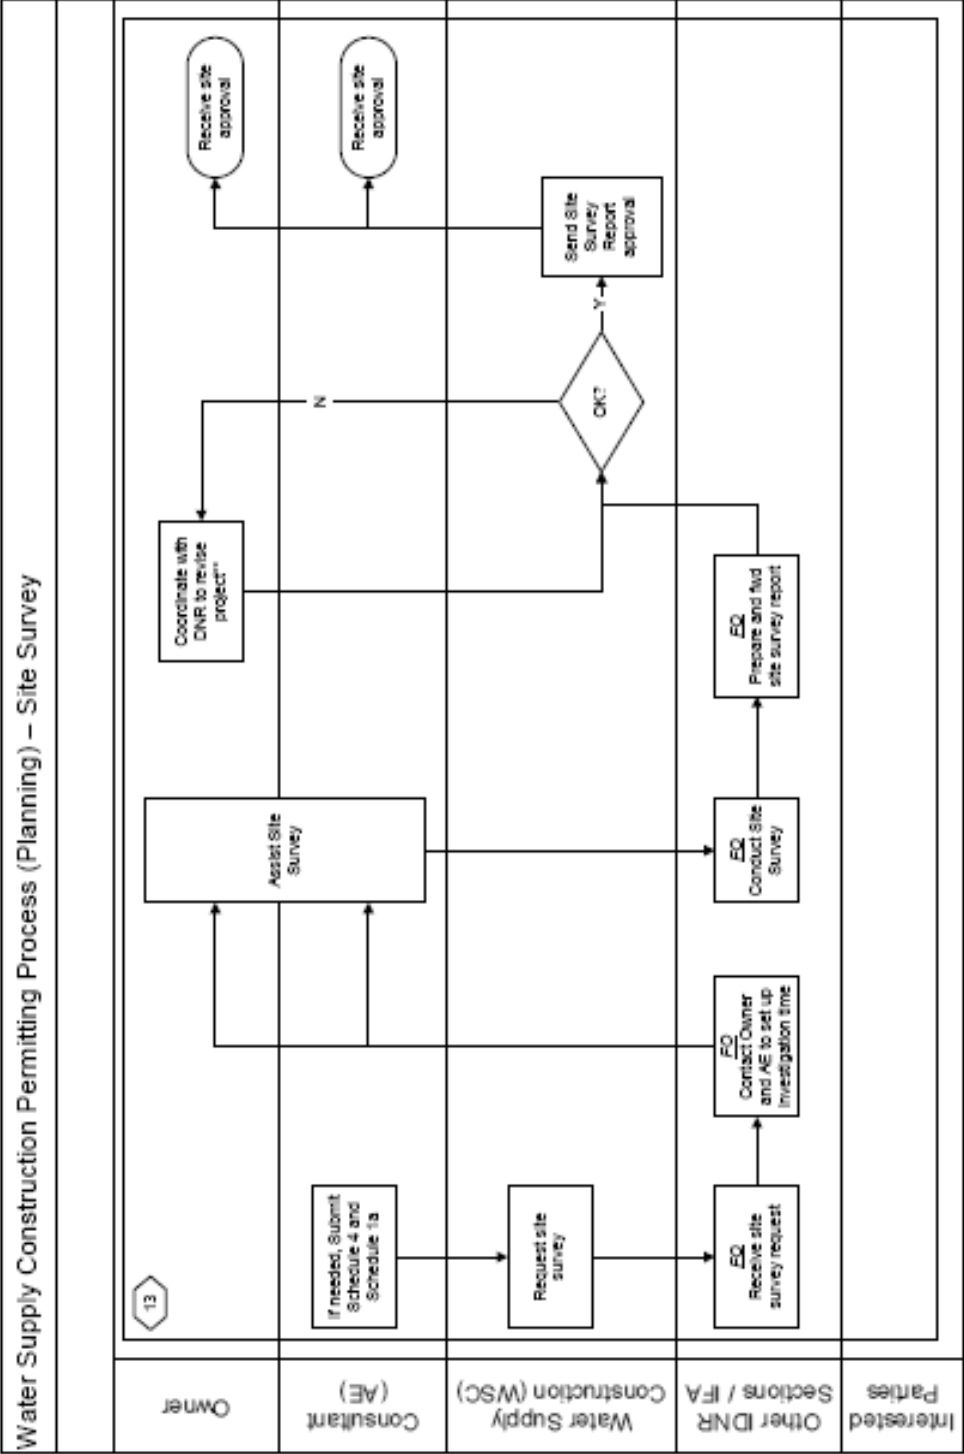 Water Supply Construction Permitting Process (Planning) – Site Survey
Owner
Consultant
(AE)
Water Supply
Construction (WSC)
Other IDNR
Sections / IFA
Interested
Parties
13
If needed, Submit
Schedule 4 and
Schedule 1a
Request site
survey
FO
Receive site
survey request
FO
Contact Owner
and AE to set up
investigation time
Assist Site
Survey
FO
Conduct Site
Survey
FO
Prepare and fwd
site survey report
Coordinate with
DNR to revise
project**
OK?
N
Y
Send Site
Survey
Report
approval
Receive site
approval
Receive site
approval